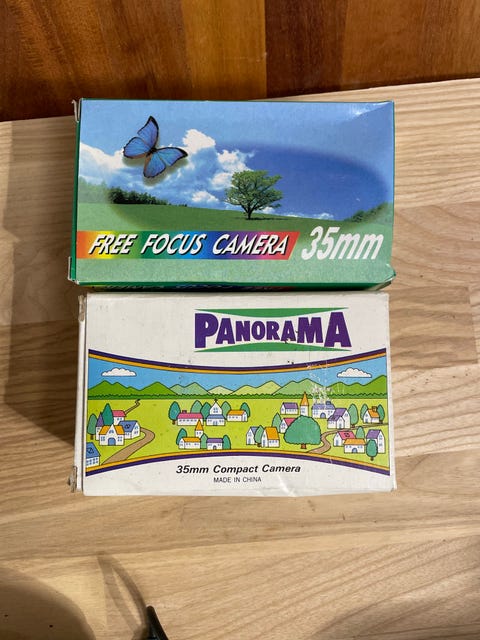 FREE FOCUS CAMERA 35mm
PANORAMA
35mm Compact Camera
MADE IN CHINA